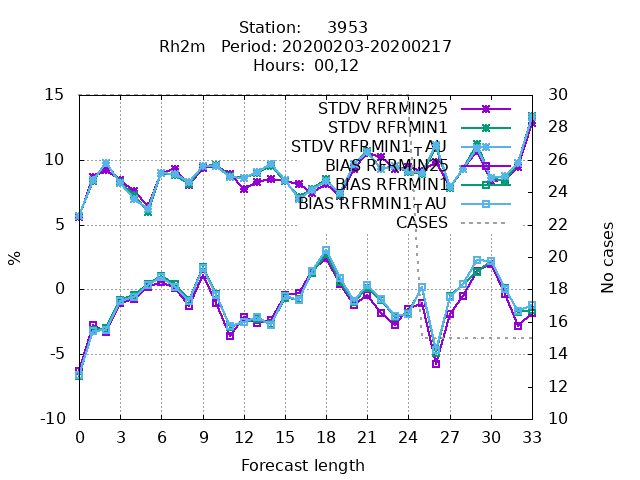 Station: 3953
Rh2m Period: 20200203-20200217
Hours: 00,12
STDV RFRMIN25
STDV RFRMIN1
STDV RFRMIN1_AU
BIAS RFRMIN25
BIAS RFRMIN1
BIAS RFRMIN1_AU
CASES
15
10
5
0
-5
-10
%
30
28
26
24
22
20
18
16
14
12
10
No cases
0 3 6 9 12 15 18 21 24 27 30 33
Forecast length